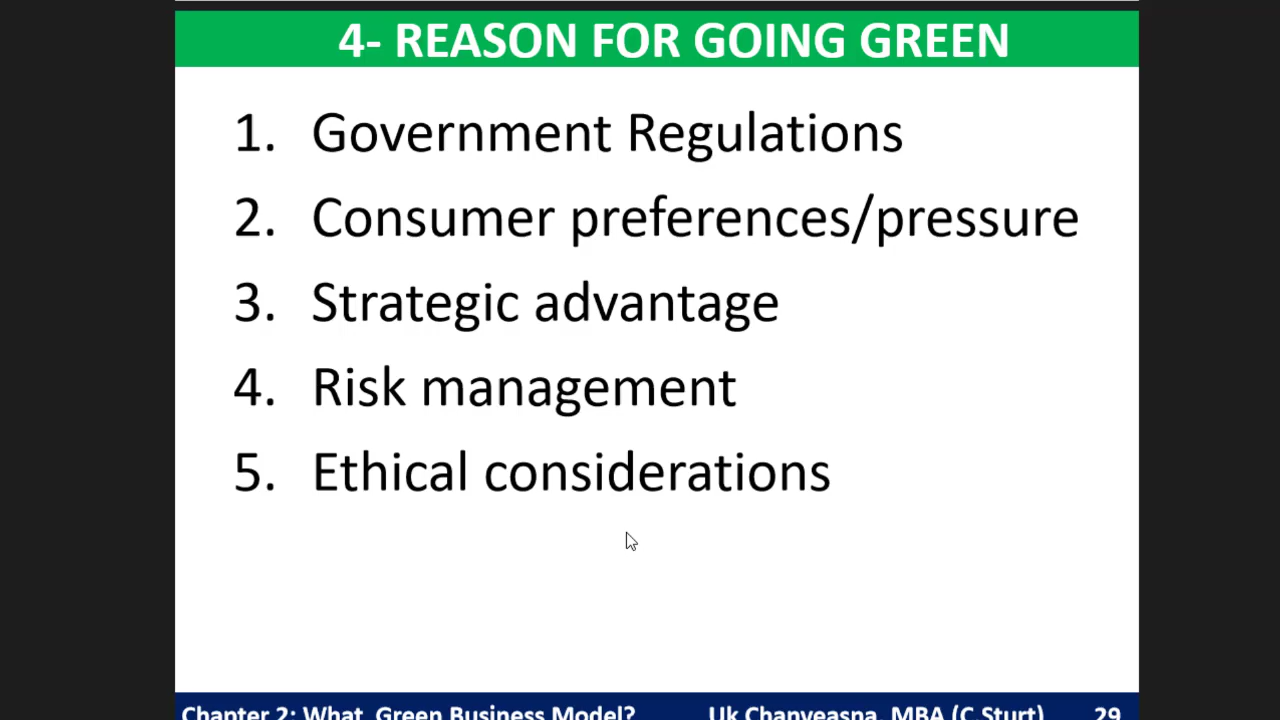 4- REASON FOR GOING GREEN
1. Government Regulations
2. Consumer preferences/pressure
3. Strategic advantage
4. Risk management
5. Ethical considerations
Chapter 2: What Green Business Model? Uk Chanveasna, MBA (C.Sturt) 29